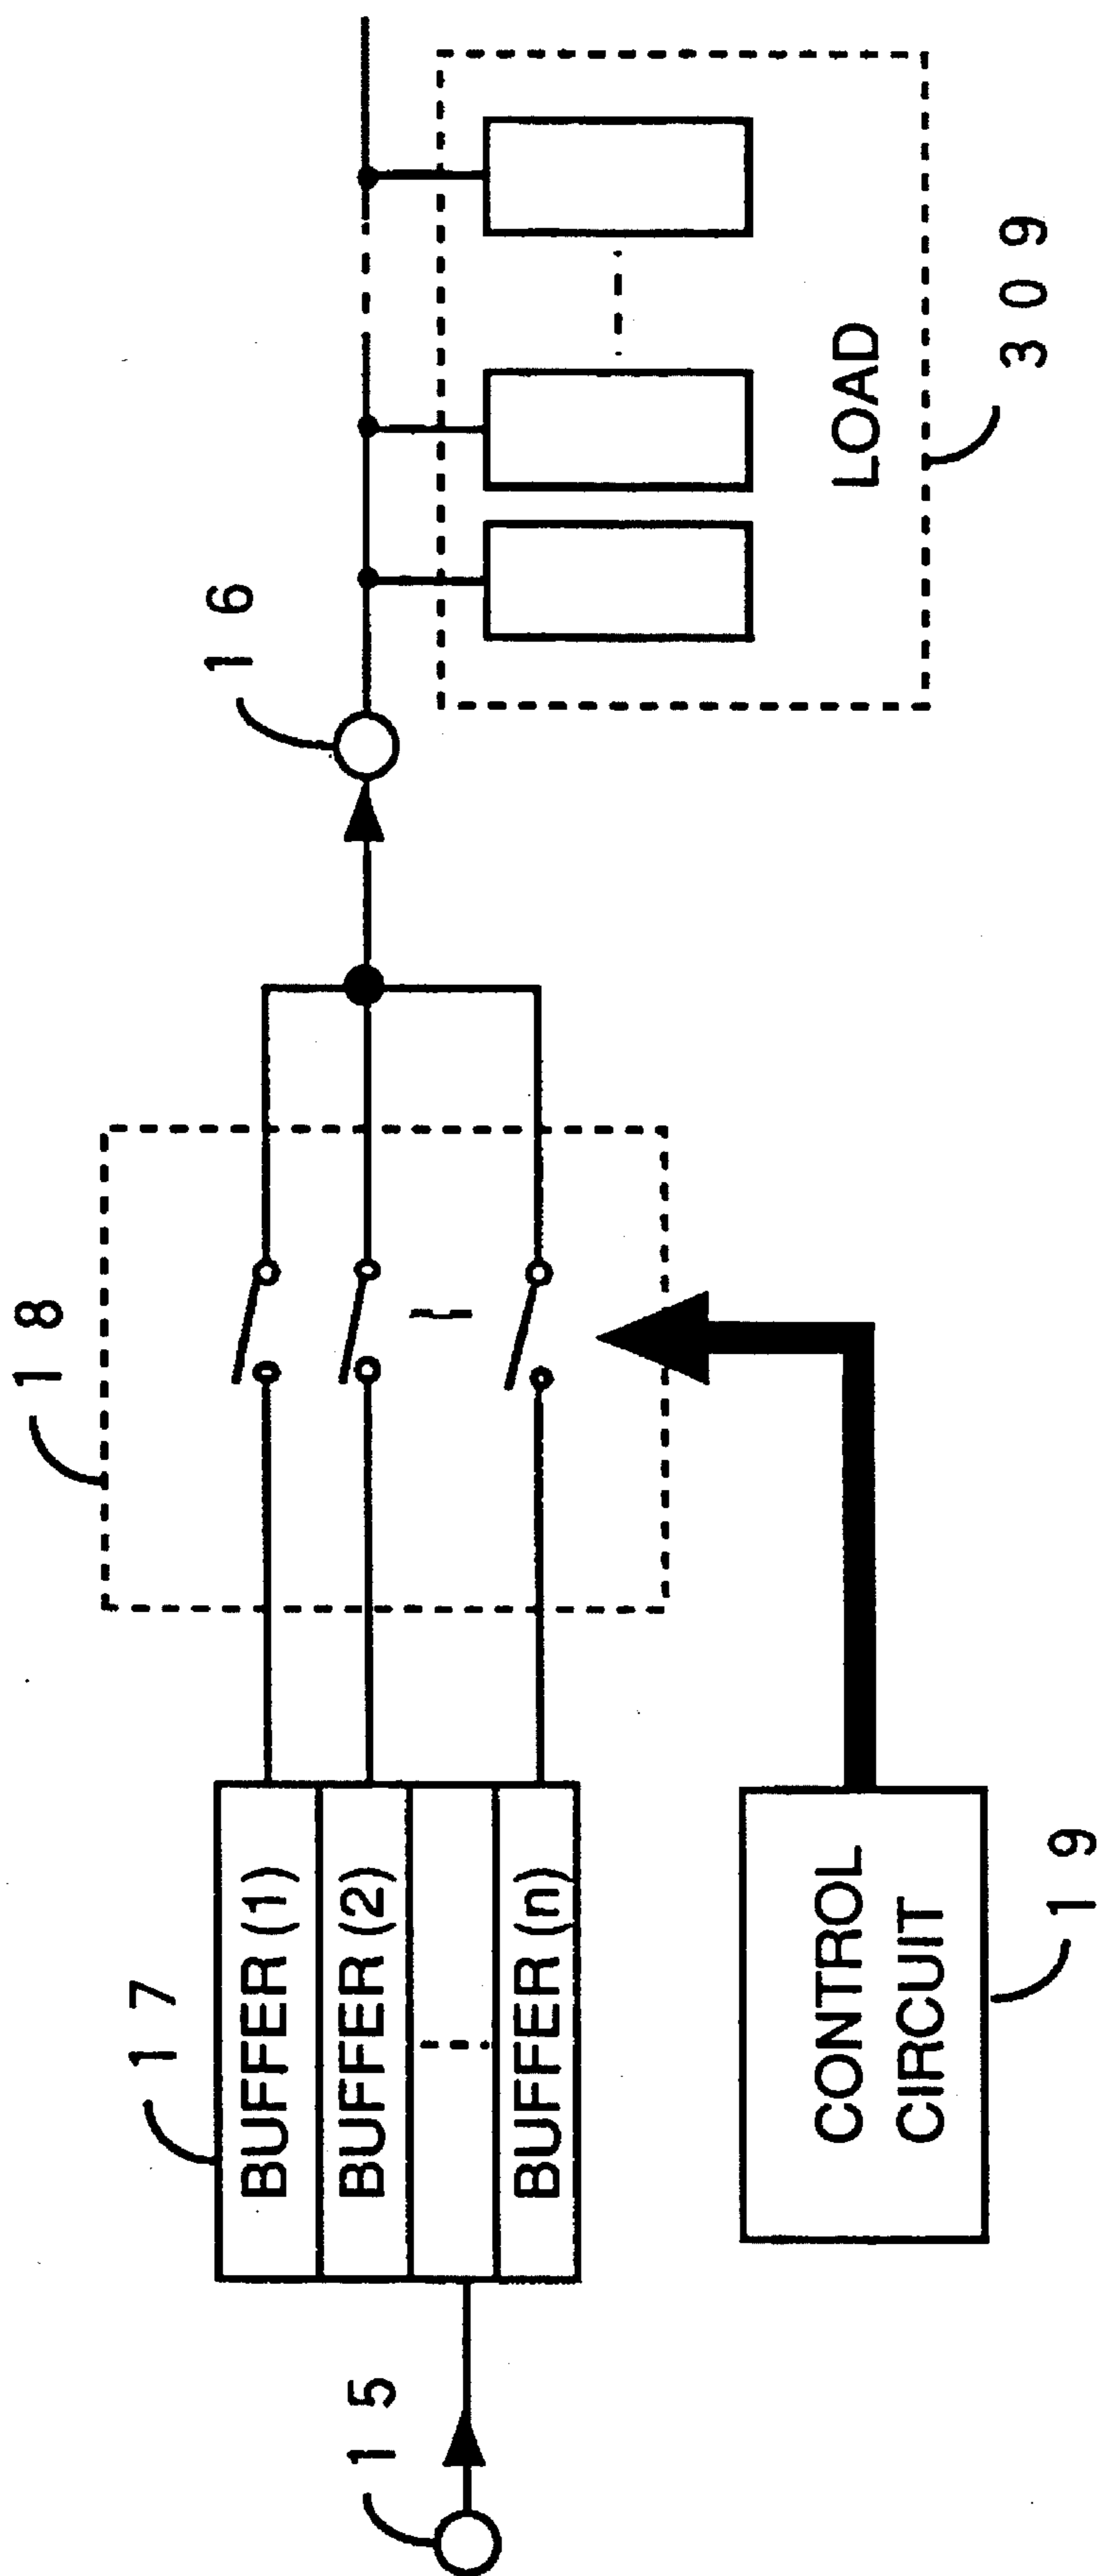 1 8
1 7
BUFFER (1)
BUFFER (2)
BUFFER (n)
1 5
1 6
LOAD
3 0 9
CONTROL
CIRCUIT
1 9